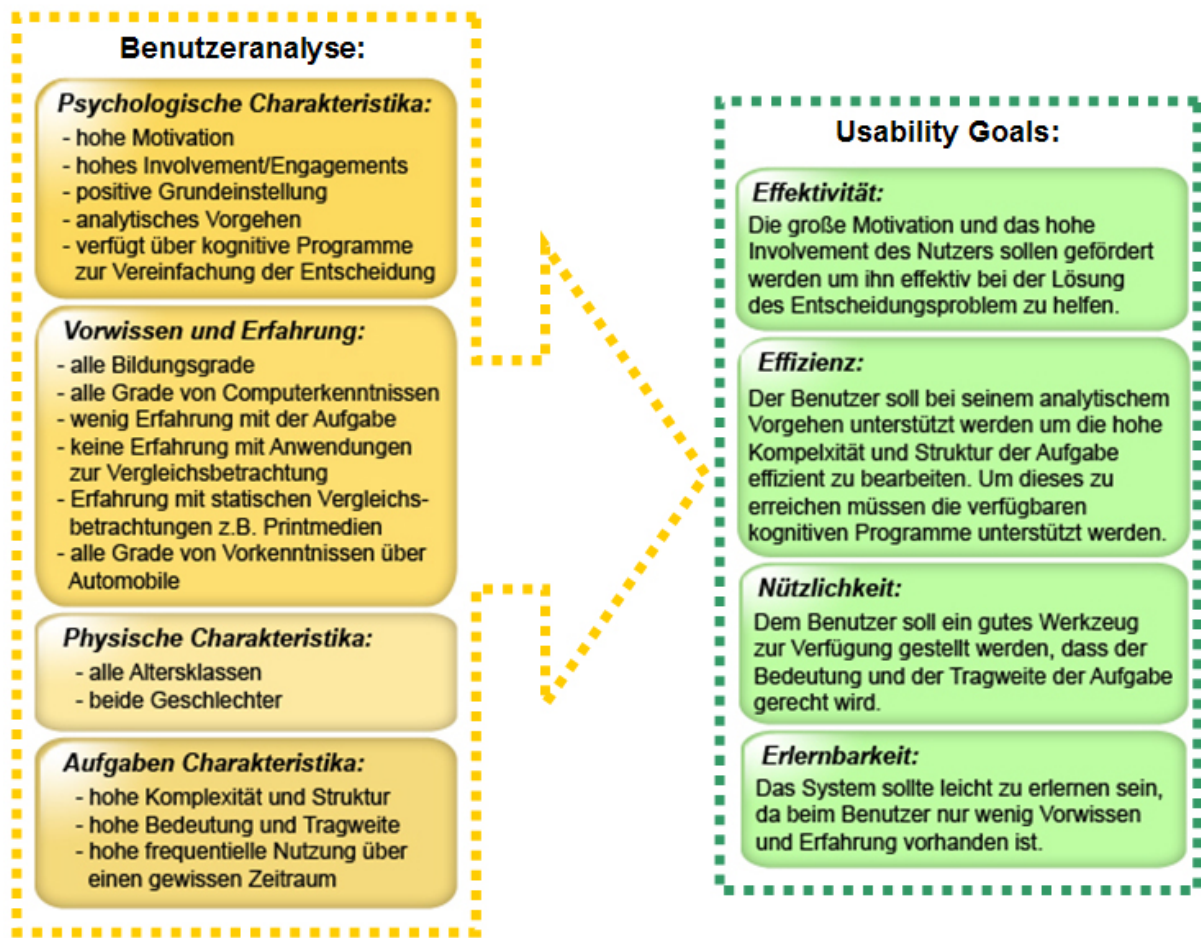 Benutzeranalyse:
Psychologische Charakteristika:
- hohe Motivation
- hohes Involvement/Engagements
- positive Grundeinstellung
- analytisches Vorgehen
- verfügt über kognitive Programme
zur Vereinfachung der Entscheidung
Vorwissen und Erfahrung:
- alle Bildungsgrade
- alle Grade von Computerkenntnissen
- wenig Erfahrung mit der Aufgabe
- keine Erfahrung mit Anwendungen
zur Vergleichsbetrachtung
- Erfahrung mit statischen Vergleichs-
betrachtungen z.B. Printmedien
- alle Grade von Vorkenntnissen über
Automobile
Physische Charakteristika:
- alle Altersklassen
- beide Geschlechter
Aufgaben Charakteristika:
- hohe Komplexität und Struktur
- hohe Bedeutung und Tragweite
- hohe frequentielle Nutzung über
einen gewissen Zeitraum
Usability Goals:
Effektivität:
Die große Motivation und das hohe
Involvement des Nutzers sollen gefördert
werden um ihn effektiv bei der Lösung
des Entscheidungsproblem zu helfen.
Effizienz:
Der Benutzer soll bei seinem analytischem
Vorgehen unterstützt werden um die hohe
Kompelxität und Struktur der Aufgabe
effizient zu bearbeiten. Um dieses zu
erreichen müssen die verfügbaren
kognitiven Programme unterstützt werden.
Nützlichkeit:
Dem Benutzer soll ein gutes Werkzeug
zur Verfügung gestellt werden, dass der
Bedeutung und der Tragweite der Aufgabe
gerecht wird.
Erlernbarkeit:
Das System sollte leicht zu erlernen sein,
da beim Benutzer nur wenig Vorwissen
und Erfahrung vorhanden ist.